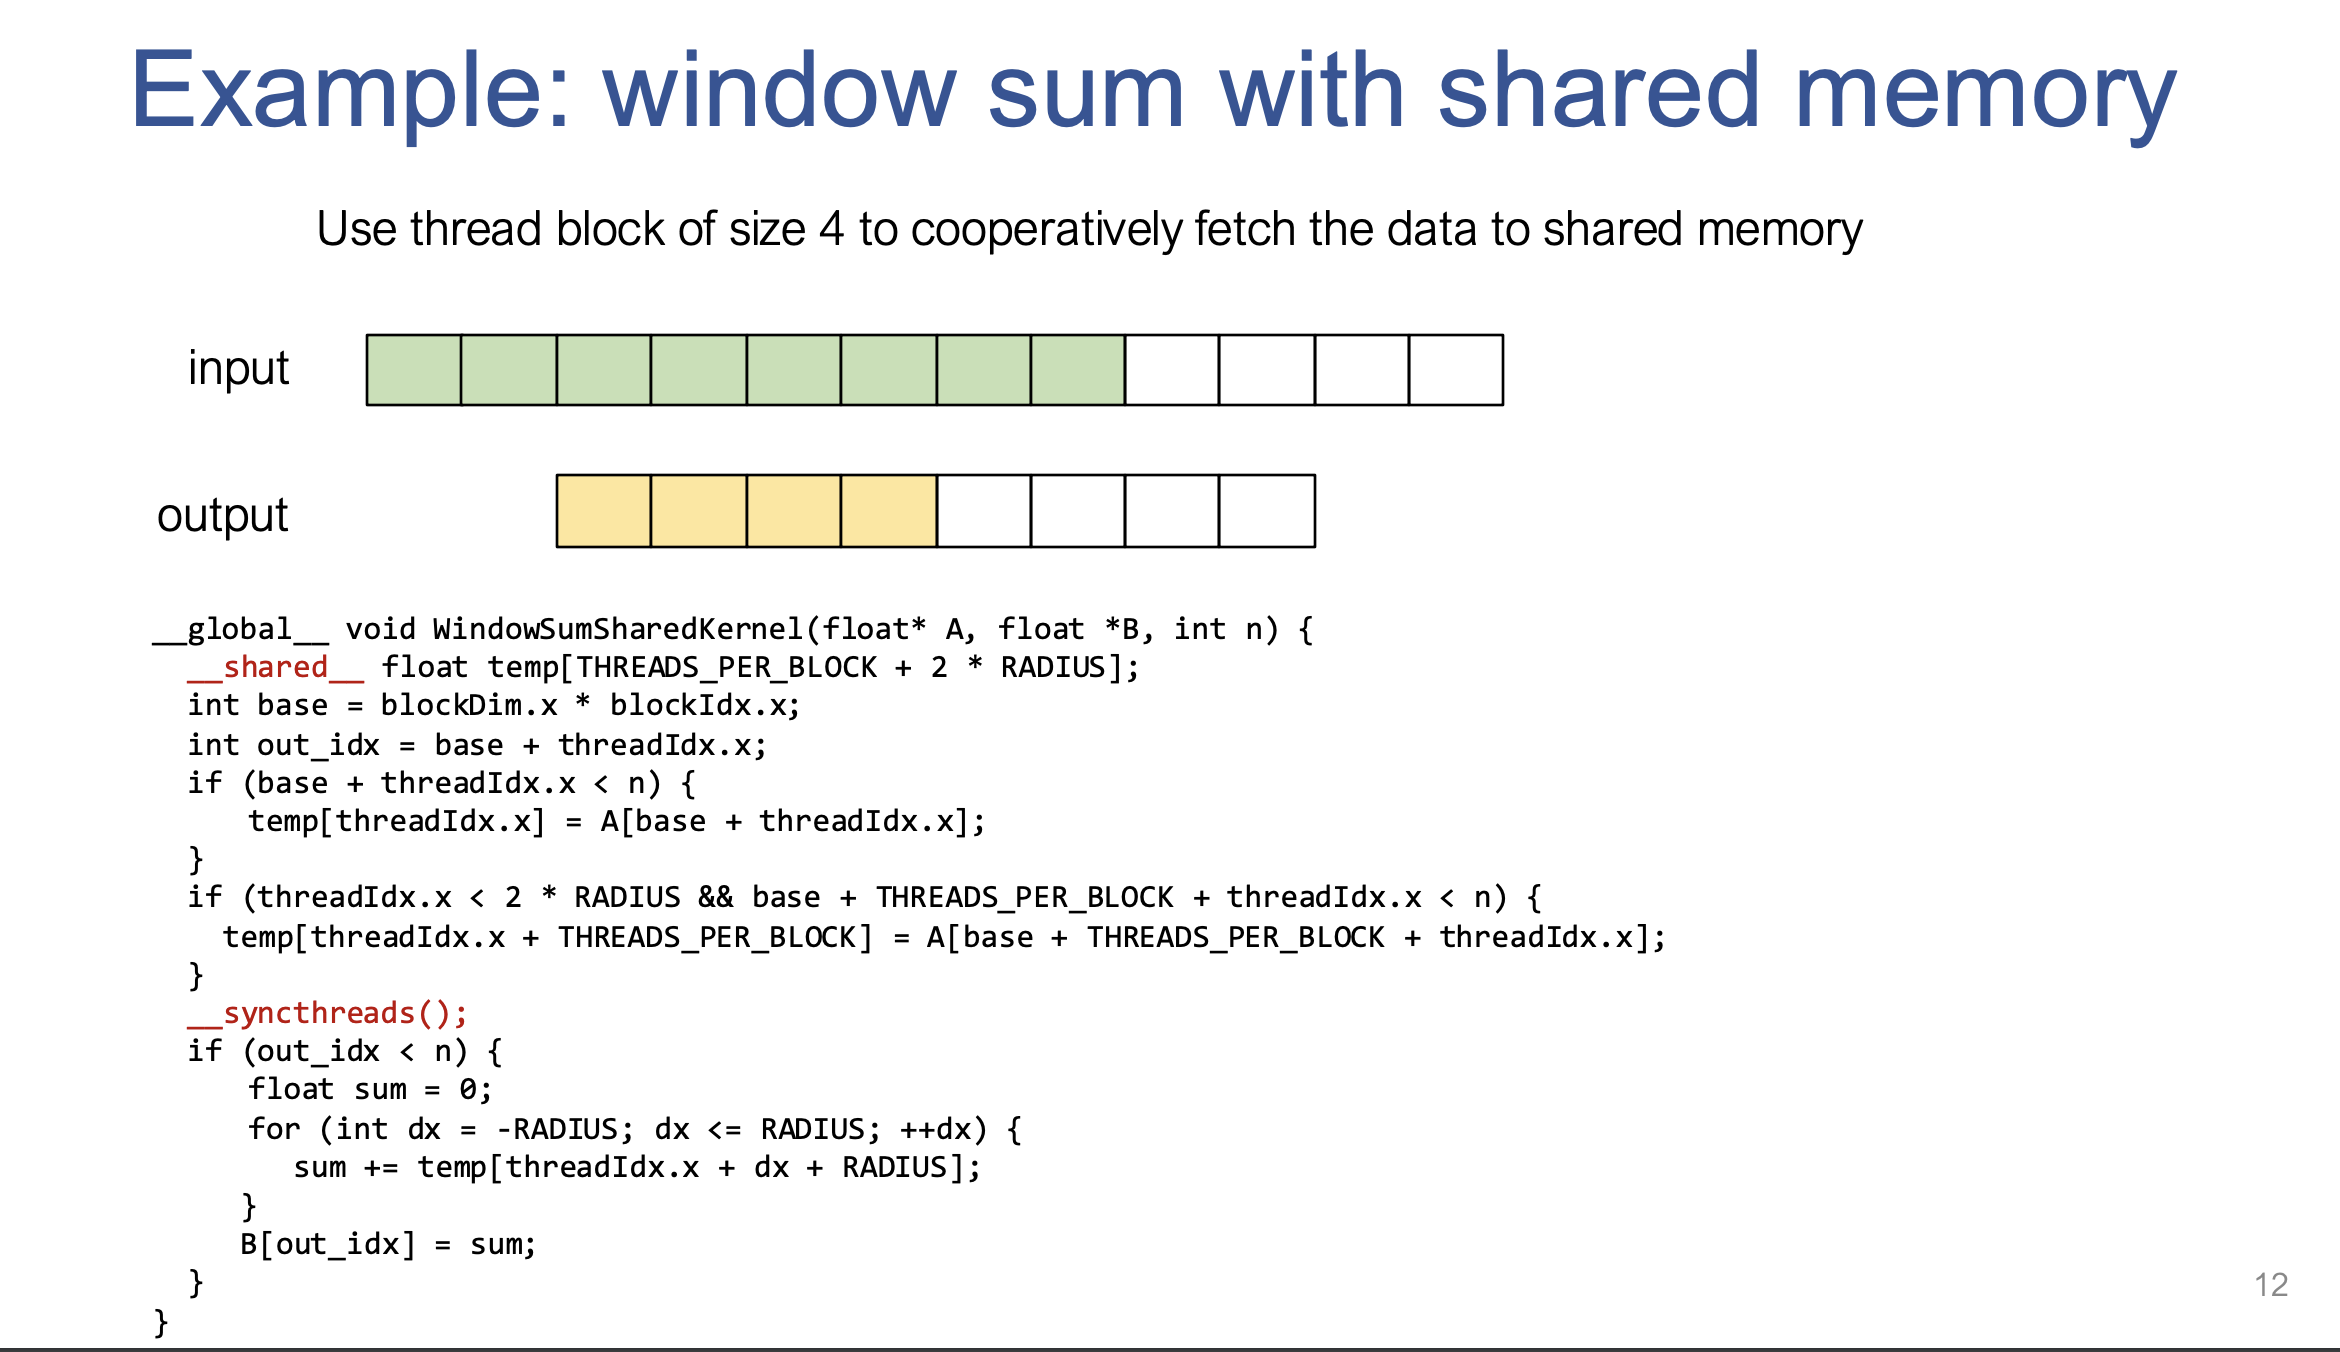 Example: window sum with shared memory
Use thread block of size 4 to cooperatively fetch the data to shared memory
input
output
__global__ void WindowSumSharedKernel(float* A, float *B, int n) {
  __shared__ float temp[THREADS_PER_BLOCK + 2 * RADIUS];
  int base = blockDim.x * blockIdx.x;
  int out_idx = base + threadIdx.x;
  if (base + threadIdx.x < n) {
     temp[threadIdx.x] = A[base + threadIdx.x];
  }
  if (threadIdx.x < 2 * RADIUS && base + THREADS_PER_BLOCK + threadIdx.x < n) {
    temp[threadIdx.x + THREADS_PER_BLOCK] = A[base + THREADS_PER_BLOCK + threadIdx.x];
  }
  __syncthreads();
  if (out_idx < n) {
     float sum = 0;
     for (int dx = -RADIUS; dx <= RADIUS; ++dx) {
        sum += temp[threadIdx.x + dx + RADIUS];
     }
     B[out_idx] = sum;
  }
}
12